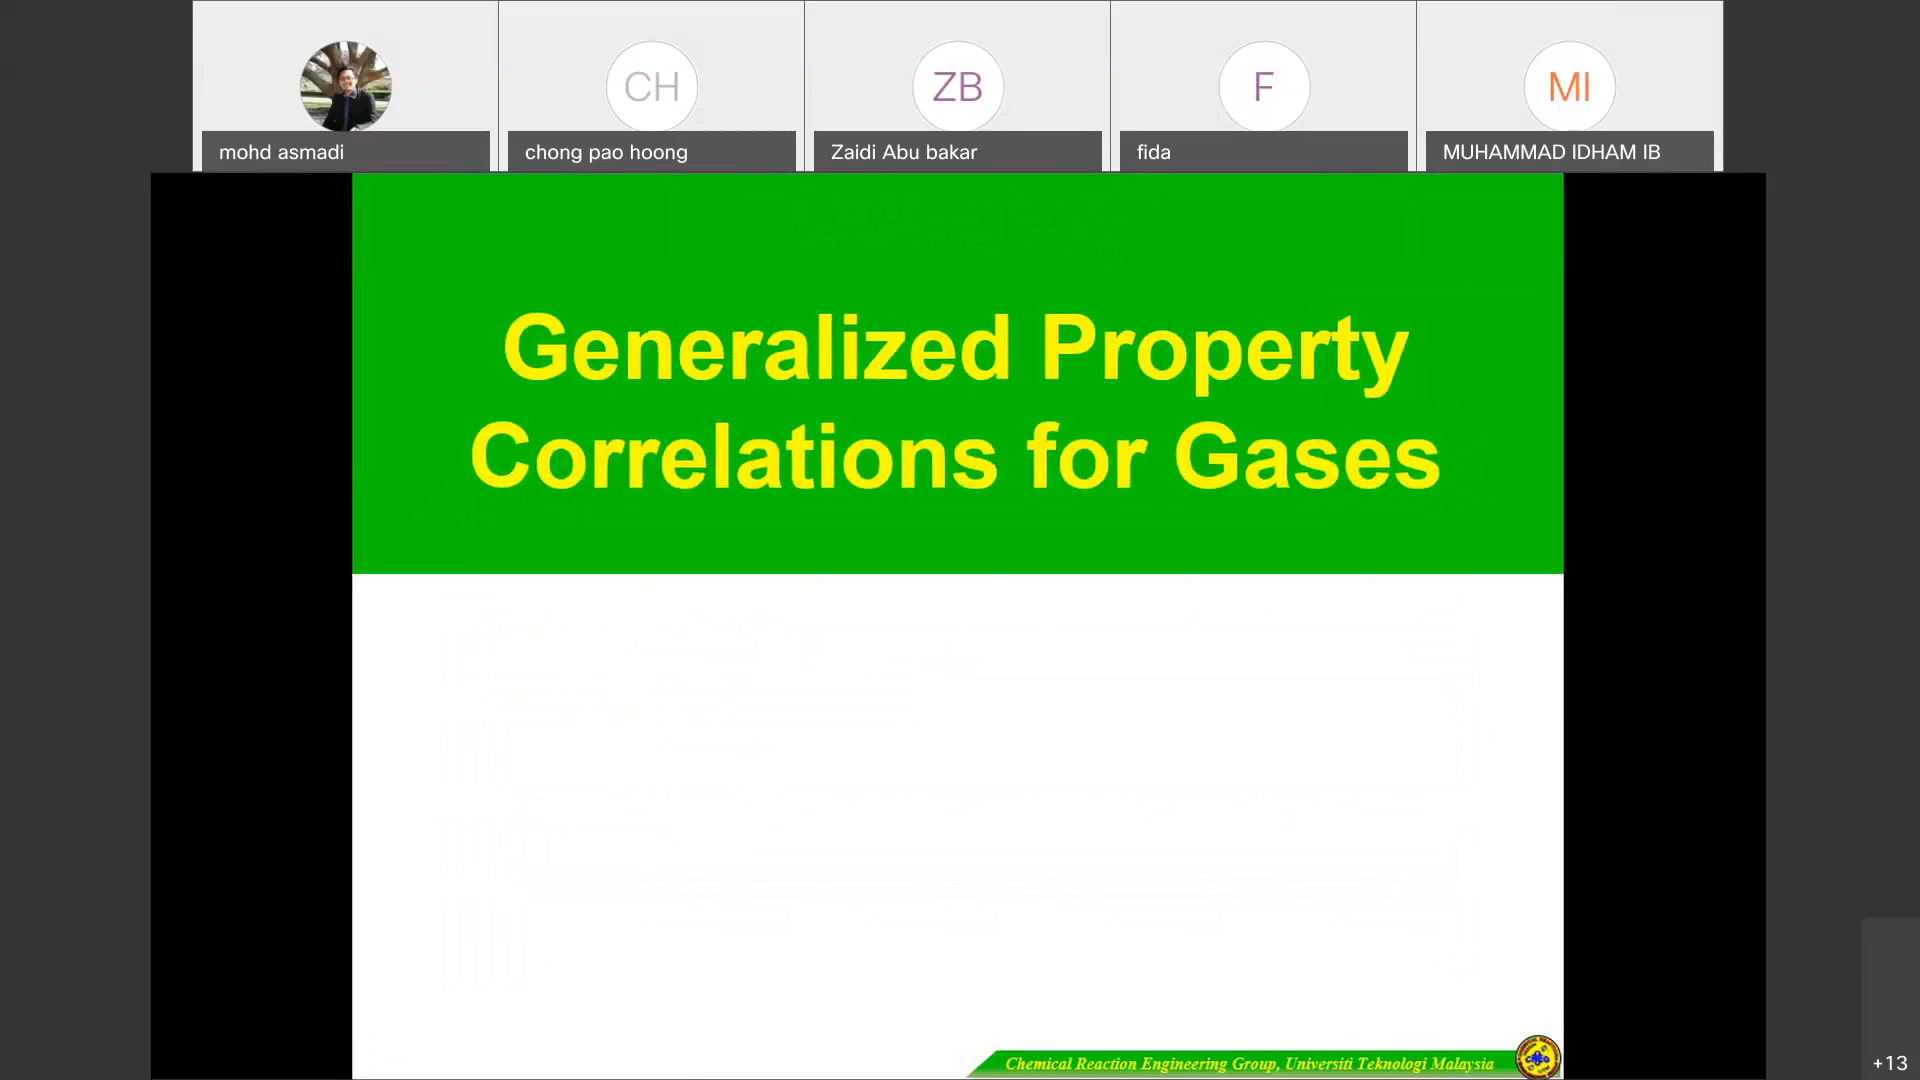 CH
ZB
F
MI
mohd asmadi
chong pao hoong
Zaidi Abu bakar
fida
MUHAMMAD IDHAM IB
Generalized Property
Correlations for Gases
Chemical Reaction Engineering Group, Universiti Teknologi Malaysia
+13